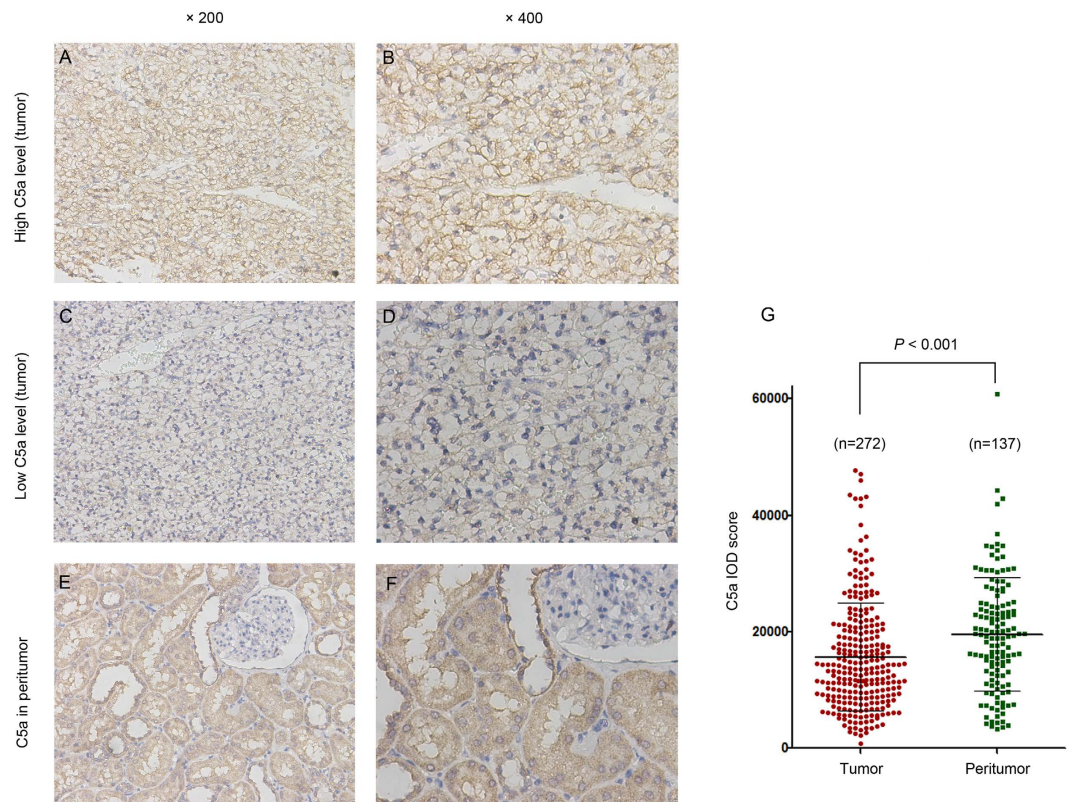 × 200
× 400
High C5a level (tumor)
A
B
Low C5a level (tumor)
C
D
C5a in peritumor
E
F
G
P < 0.001
(n=272)
(n=137)
C5a IOD score
60000
40000
20000
0
Tumor
Peritumor